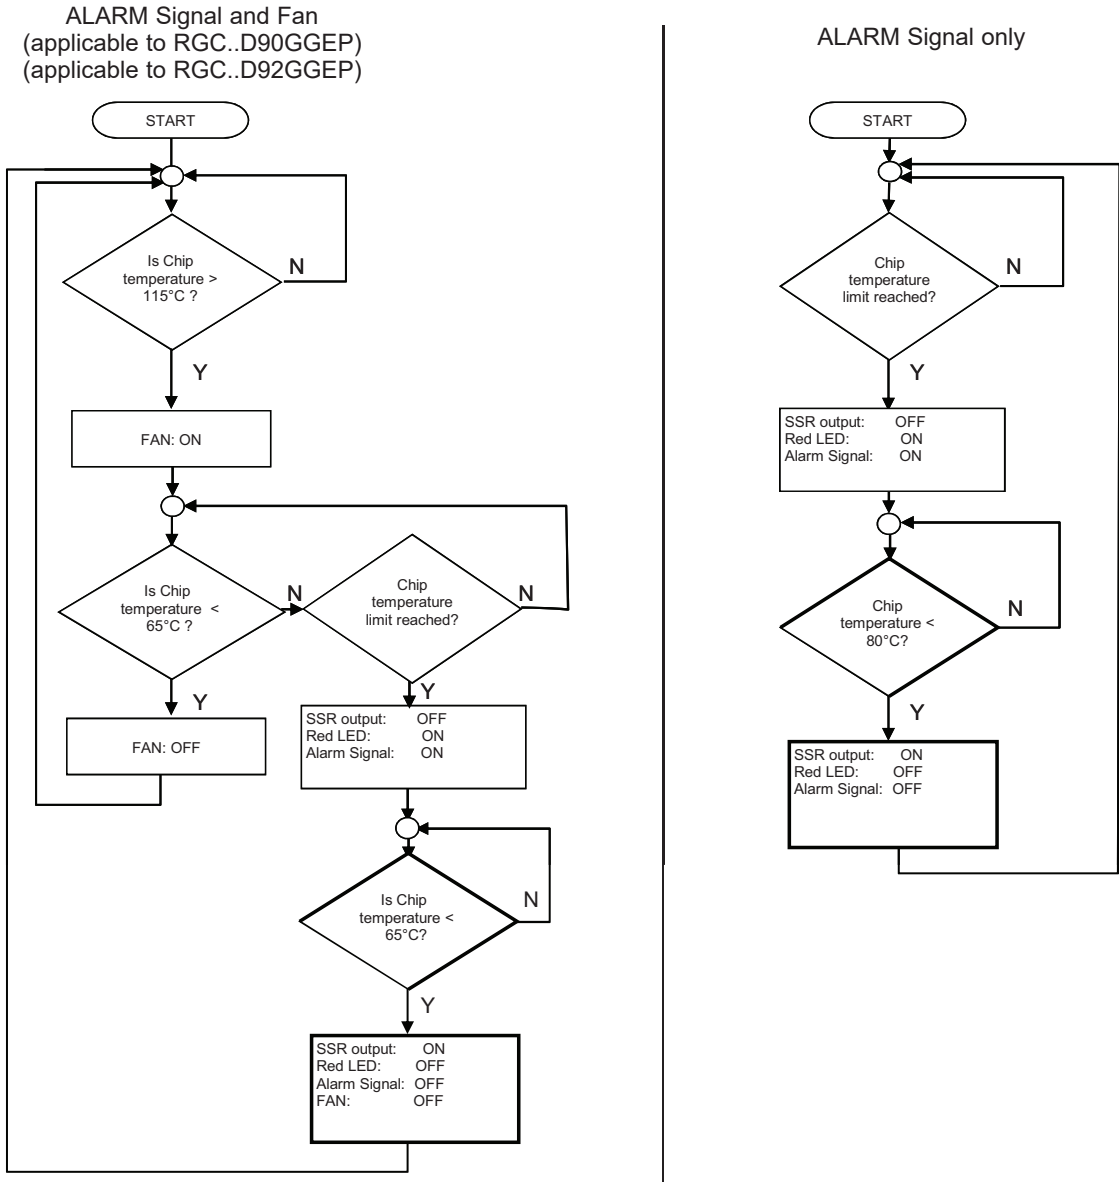 ALARM Signal and Fan
(applicable to RGC..D90GGEP)
(applicable to RGC..D92GGEP)
START
Is Chip
temperature >
115°C ?
N
Y
FAN: ON
Is Chip
temperature <
65°C ?
N
Chip
temperature
limit reached?
N
Y
FAN: OFF
Y
SSR output: OFF
Red LED: ON
Alarm Signal: ON
Is Chip
temperature <
65°C?
N
Y
SSR output: ON
Red LED: OFF
Alarm Signal: OFF
FAN: OFF
ALARM Signal only
START
Chip
temperature
limit reached?
N
Y
SSR output: OFF
Red LED: ON
Alarm Signal: ON
Chip
temperature <
80°C?
N
Y
SSR output: ON
Red LED: OFF
Alarm Signal: OFF